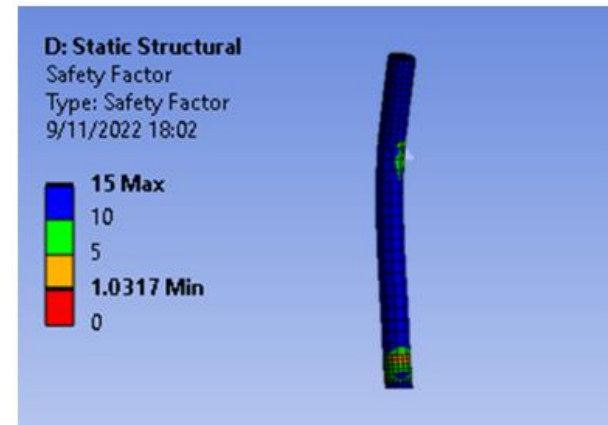 D: Static Structural
Safety Factor
Type: Safety Factor
9/11/2022 18:02
15 Max
10
5
1.0317 Min
0